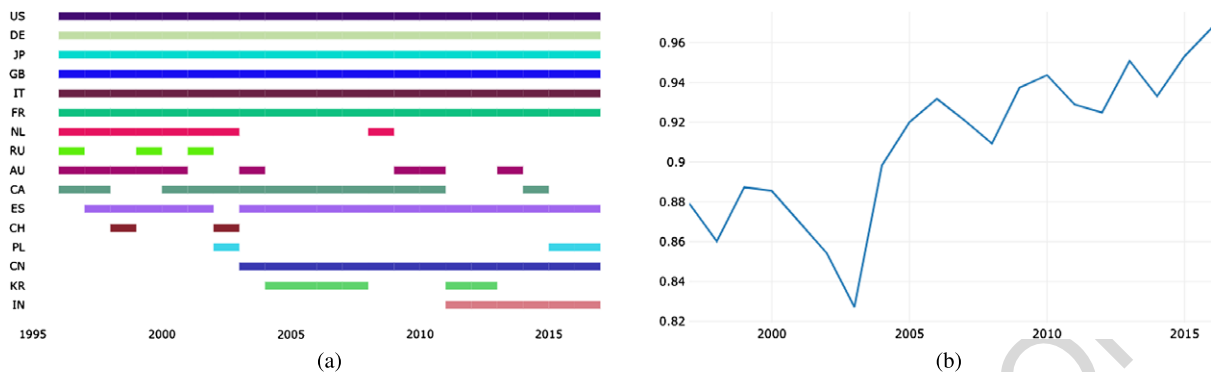 US
DE
JP
GB
IT
FR
NL
RU
AU
CA
ES
CH
PL
CN
KR
IN
1995 2000 2005 2010 2015
(a)
0.96
0.94
0.92
0.9
0.88
0.86
0.84
0.82
2000 2005 2010 2015
(b)